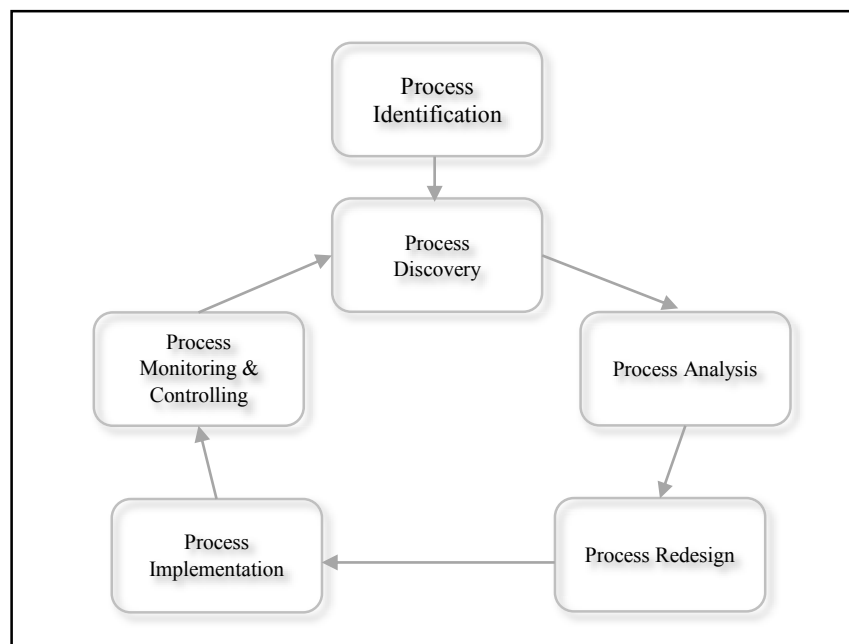 Process
Identification
Process
Discovery
Process Analysis
Process Redesign
Process
Implementation
Process
Monitoring &
Controlling